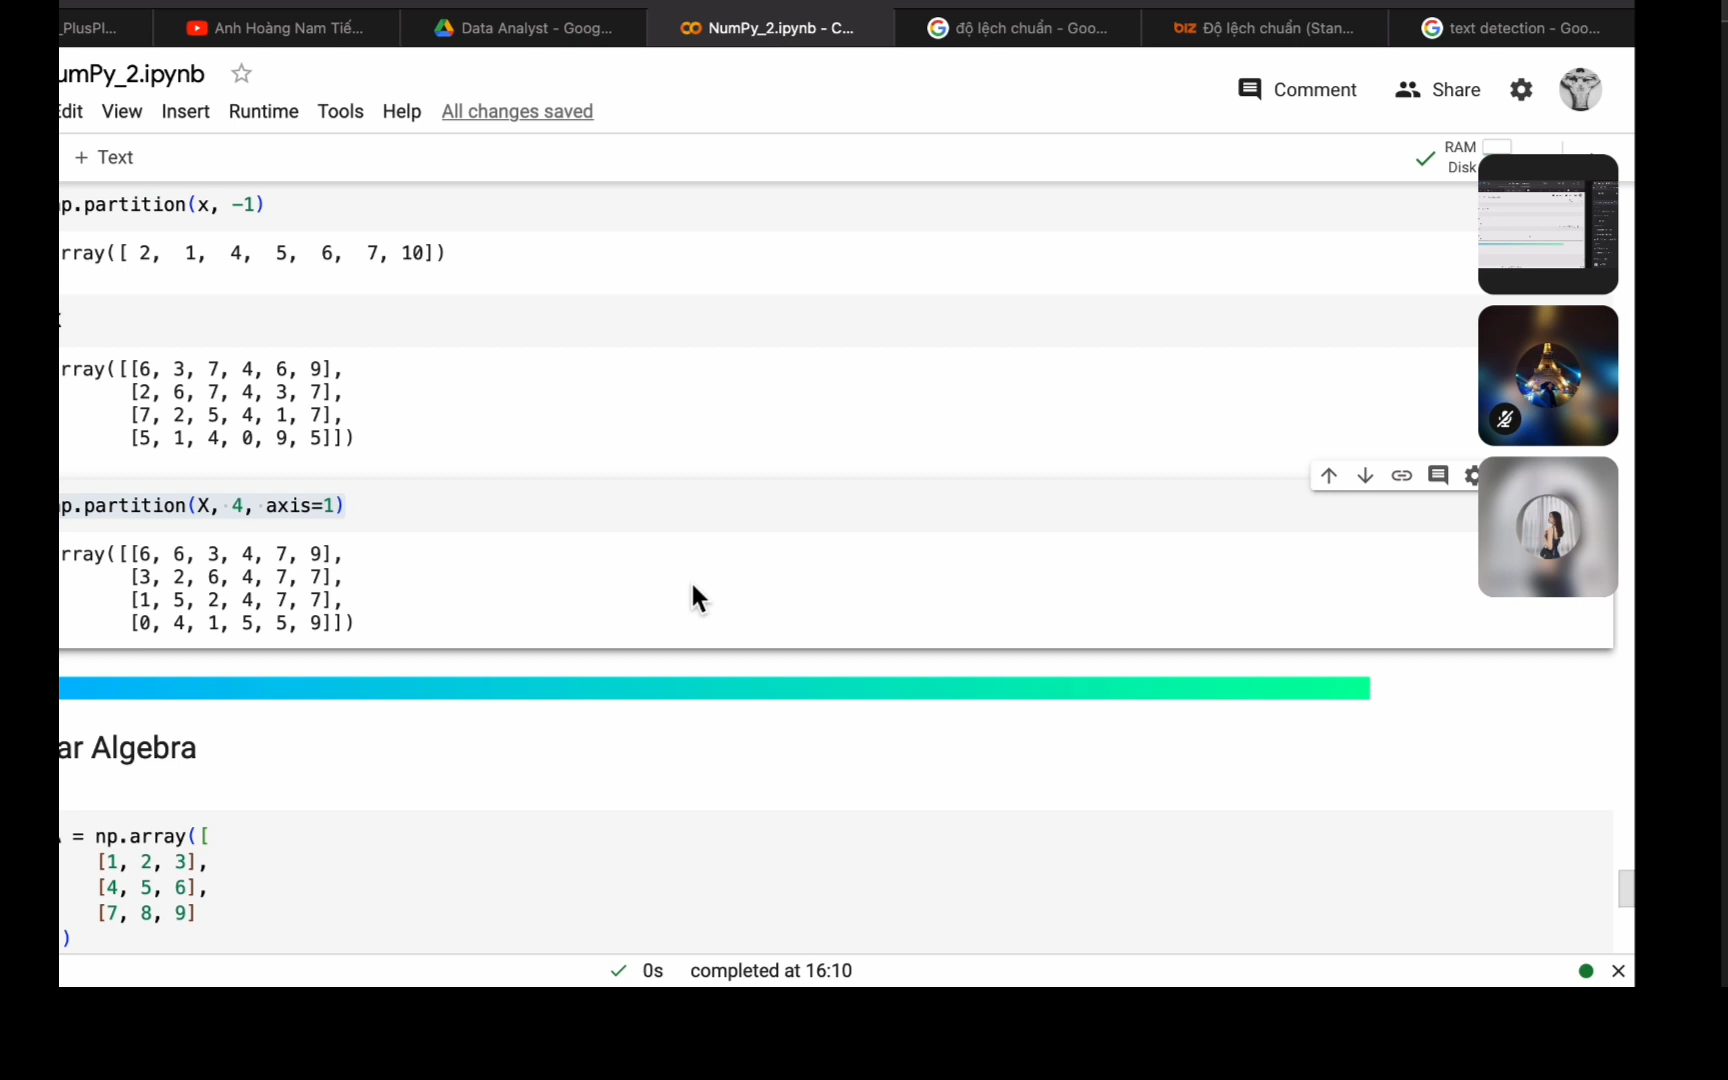 _PlusPl...
Anh Hoàng Nam Tiế...
Data Analyst - Goog...
NumPy_2.ipynb - C...
độ lệch chuẩn - Goo...
biz Độ lệch chuẩn (Stan...
text detection - Goo...
umPy_2.ipynb
Comment
Share
Edit View Insert Runtime Tools Help All changes saved
+ Text
RAM
Disk
np.partition(x, -1)
rray([ 2, 1, 4, 5, 6, 7, 10])
X
rray([[6, 3, 7, 4, 6, 9],
[2, 6, 7, 4, 3, 7],
[7, 2, 5, 4, 1, 7],
[5, 1, 4, 0, 9, 5]])
np.partition(X, 4, axis=1)
rray([[6, 6, 3, 4, 7, 9],
[3, 2, 6, 4, 7, 7],
[1, 5, 2, 4, 7, 7],
[0, 4, 1, 5, 5, 9]])
ar Algebra
A = np.array([
[1, 2, 3],
[4, 5, 6],
[7, 8, 9]
)
0s completed at 16:10